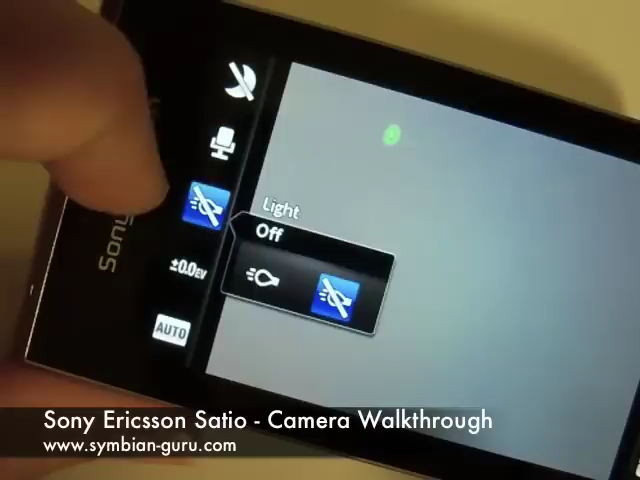 Light
Off
±0.0EV
AUTO
Sony
Sony Ericsson Satio - Camera Walkthrough
www.symbian-guru.com